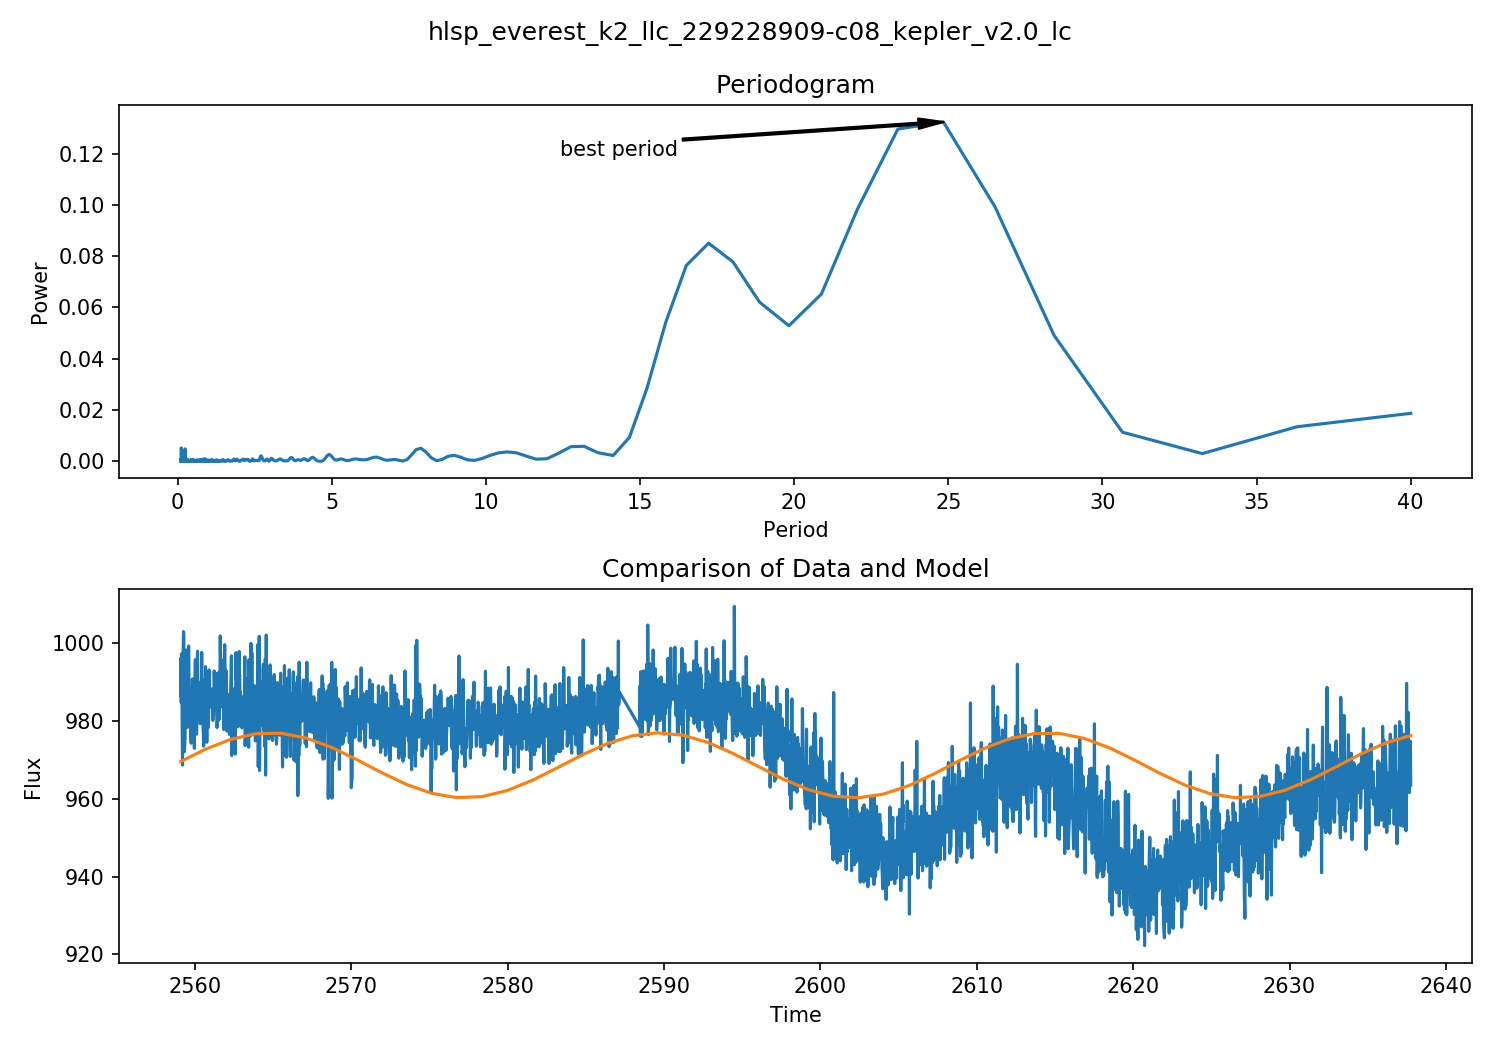 hlsp_everest_k2_llc_229228909-c08_kepler_v2.0_lc
Periodogram
best period
Power
0.12
0.10
0.08
0.06
0.04
0.02
0.00
0 5 10 15 20 25 30 35 40
Period
Comparison of Data and Model
Flux
1000
980
960
940
920
2560 2570 2580 2590 2600 2610 2620 2630 2640
Time